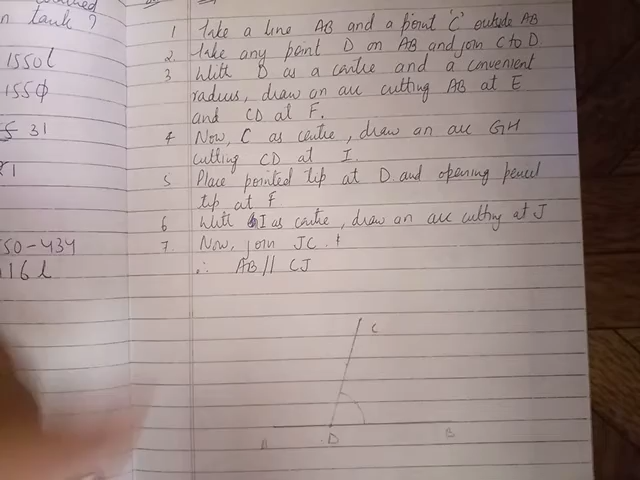 n tank ?
1550l
1550
31
50-434
116l
1 Take a line AB and a point 'C' outside AB
2. Take any point D on AB and join C to D.
3 With D as a centre and a convenient
radius, draw an arc cutting AB at E
and CD at F.
4 Now, C as centre, draw an arc GH
cutting CD at I.
5 Place pointed tip at D and opening pencil
tip at F
6 With I as centre, draw an arc cutting at J
7. Now, join JC.
∴ AB // CJ
C
A D B